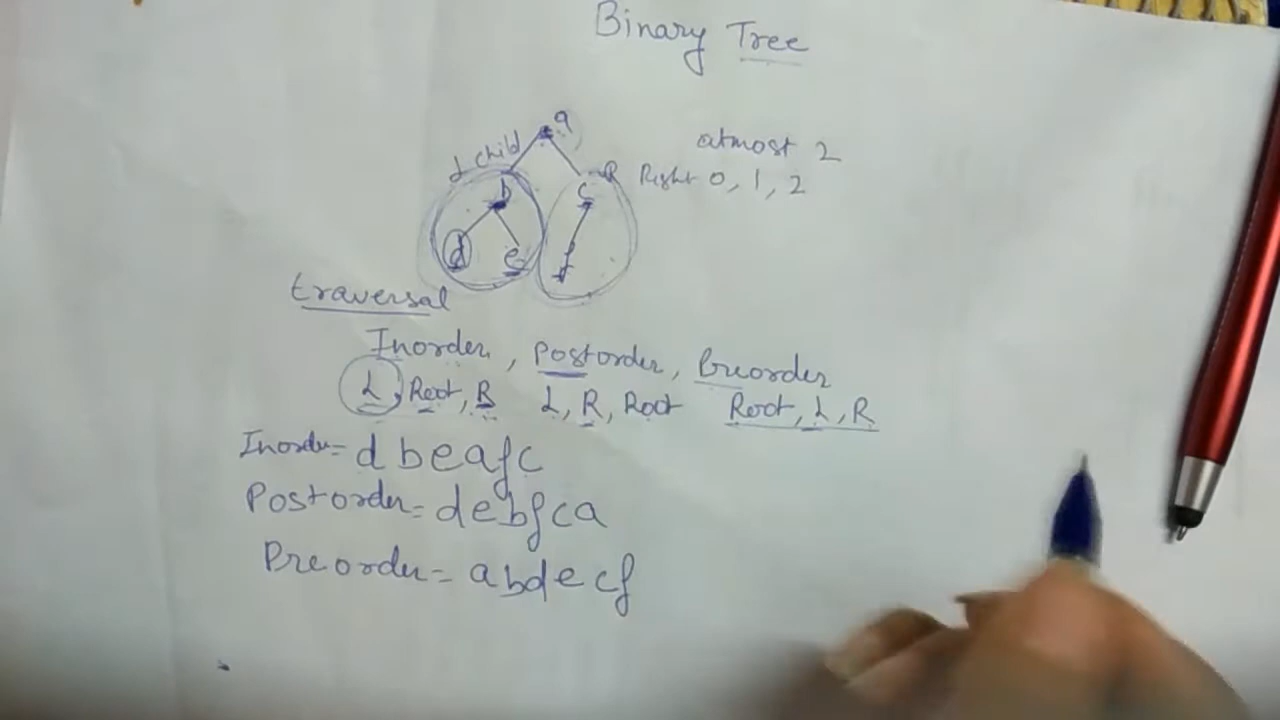 Binary Tree
a
L child
atmost 2
R Right 0, 1, 2
b c
d e f
traversal
Inorder, Postorder, Preorder
L, Root, R L, R, Root Root, L, R
Inorder = d b e a f c
Postorder = d e b f c a
Preorder = a b d e c f